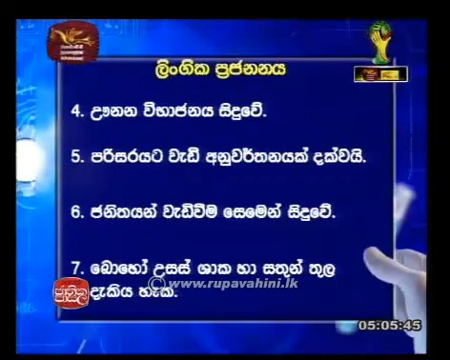 ලිංගික ප්‍රජනනය
4. ඌනන විභාජනය සිදුවේ.
5. පරිසරයට වැඩි අනුවර්තනයක් දක්වයි.
6. ජනිතයන් වැඩිවීම සෙමෙන් සිදුවේ.
7. බොහෝ උසස් ශාක හා සතුන් තුල
දැකිය හැක.
©www.rupavahini.lk
05:05:45